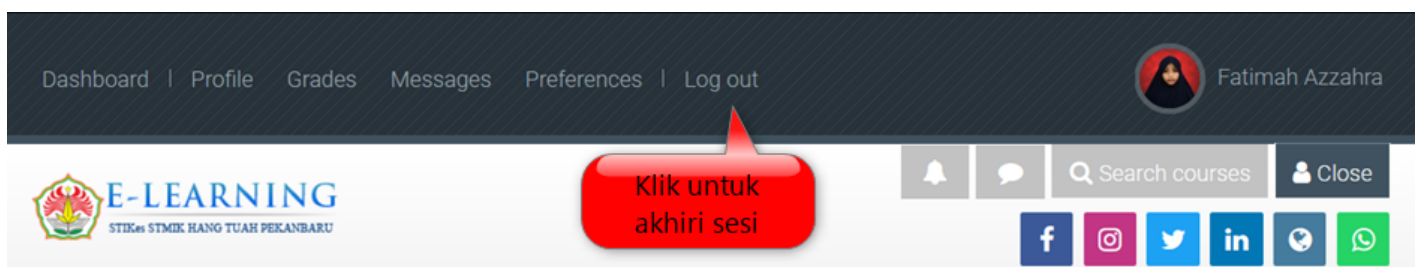 Dashboard | Profile Grades Messages Preferences | Log out
Fatimah Azzahra
Klik untuk
akhiri sesi
E-LEARNING
STIKes STMIK HANG TUAH PEKANBARU
Search courses
Close